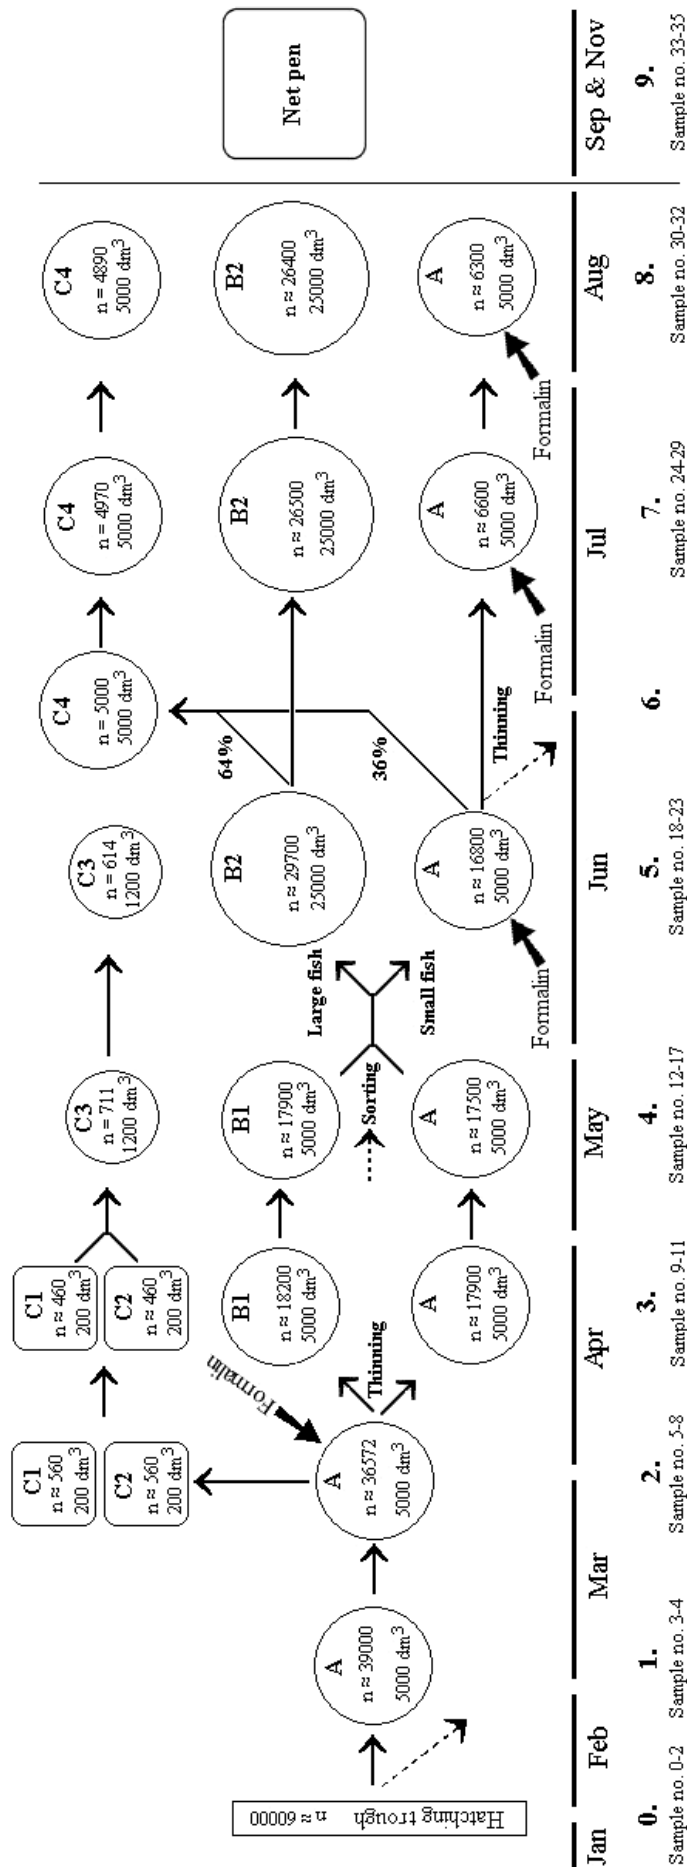 Hatching trough n ≈ 60000
A
n ≈ 39000
5000 dm3
A
n ≈ 36572
5000 dm3
Formalin
C1
n ≈ 560
200 dm3
C2
n ≈ 560
200 dm3
Thinning
C1
n ≈ 460
200 dm3
C2
n ≈ 460
200 dm3
B1
n ≈ 18200
5000 dm3
A
n ≈ 17900
5000 dm3
C3
n = 711
1200 dm3
B1
n ≈ 17900
5000 dm3
A
n ≈ 17500
5000 dm3
Sorting
Large fish
Small fish
Formalin
C3
n = 614
1200 dm3
B2
n ≈ 29700
25000 dm3
A
n ≈ 16800
5000 dm3
64%
36%
Thinning
Formalin
C4
n = 5000
5000 dm3
C4
n = 4970
5000 dm3
B2
n ≈ 26500
25000 dm3
A
n ≈ 6600
5000 dm3
Formalin
C4
n = 4890
5000 dm3
B2
n ≈ 26400
25000 dm3
A
n ≈ 6300
5000 dm3
Net pen
Jan Feb Mar Apr May Jun Jul Aug Sep & Nov
0. 1. 2. 3. 4. 5. 6. 7. 8. 9.
Sample no. 0-2 Sample no. 3-4 Sample no. 5-8 Sample no. 9-11 Sample no. 12-17 Sample no. 18-23 Sample no. 24-29 Sample no. 30-32 Sample no. 33-35